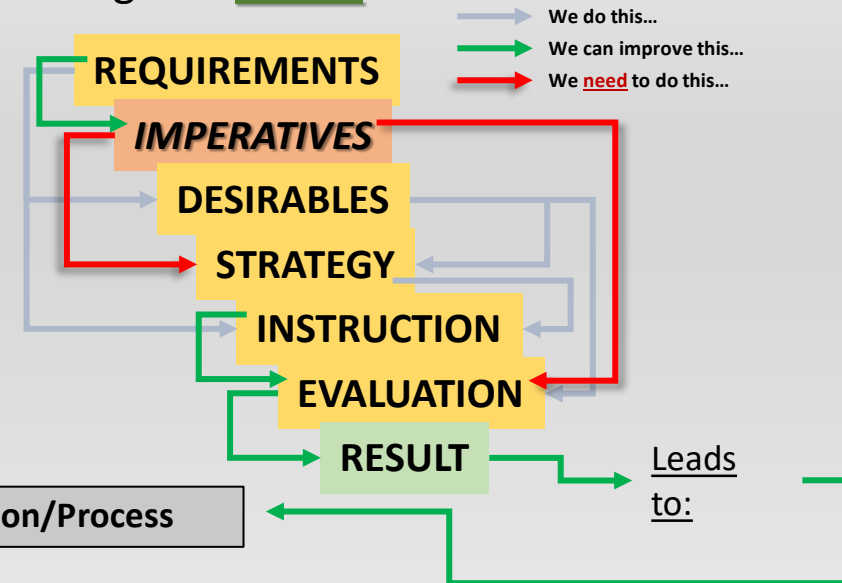 We do this...
We can improve this...
We need to do this...
REQUIREMENTS
IMPERATIVES
DESIRABLES
STRATEGY
INSTRUCTION
EVALUATION
RESULT
Leads
to:
on/Process